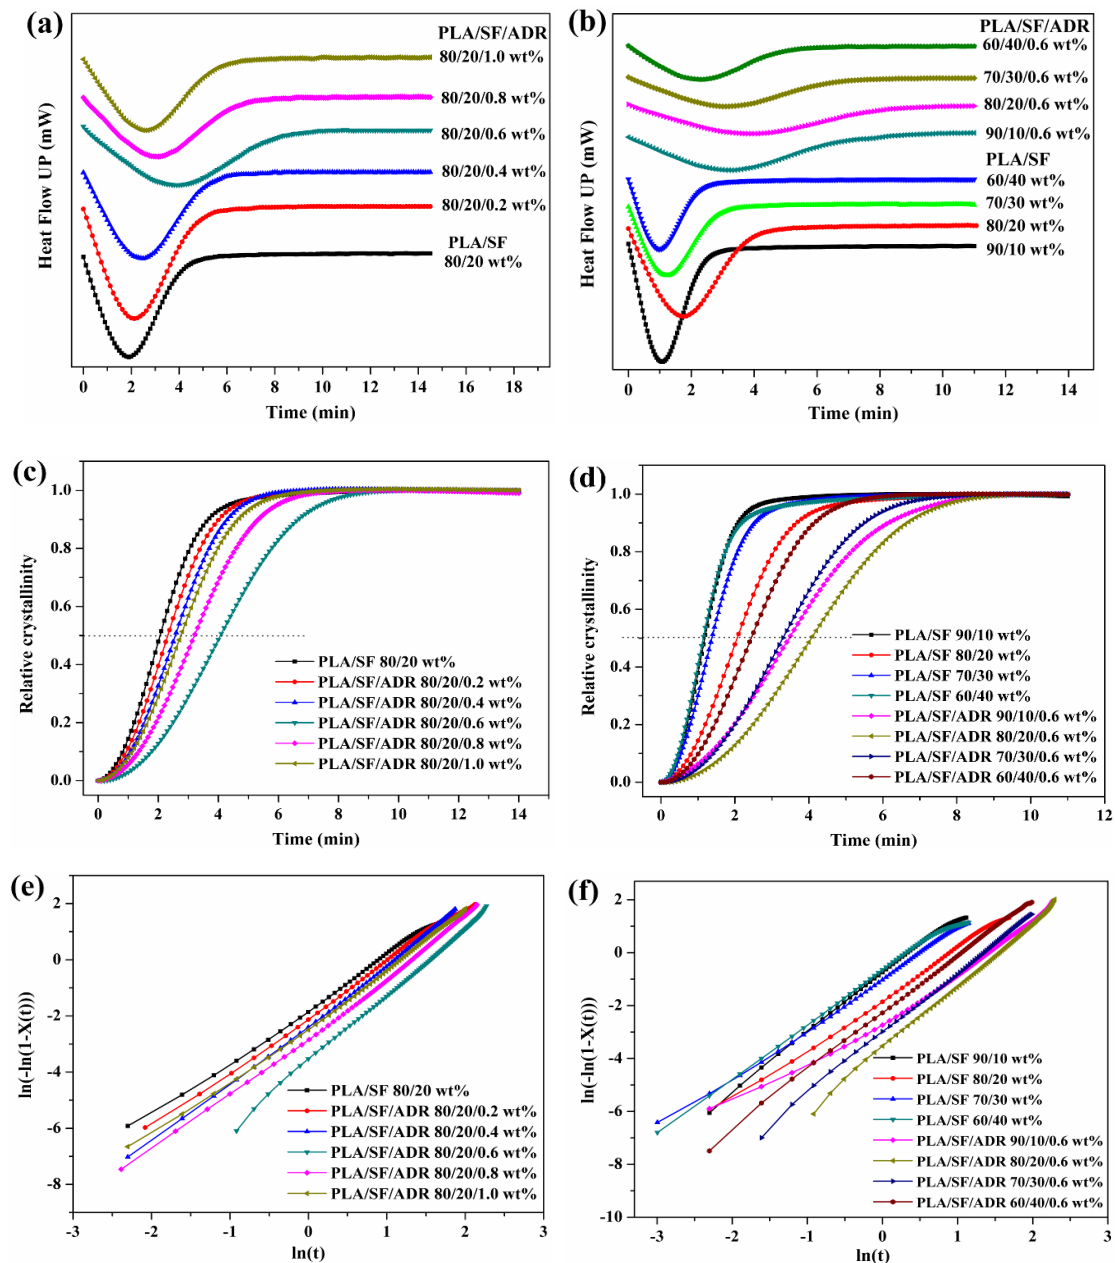 (a)
PLA/SF/ADR
80/20/1.0 wt%
80/20/0.8 wt%
80/20/0.6 wt%
80/20/0.4 wt%
80/20/0.2 wt%
PLA/SF
80/20 wt%
Heat Flow UP (mW)
0 2 4 6 8 10 12 14 16 18
Time (min)
(b)
PLA/SF/ADR
60/40/0.6 wt%
70/30/0.6 wt%
80/20/0.6 wt%
90/10/0.6 wt%
PLA/SF
60/40 wt%
70/30 wt%
80/20 wt%
90/10 wt%
Heat Flow UP (mW)
0 2 4 6 8 10 12 14
Time (min)
(c)
1.0
0.8
0.6
0.4
0.2
0.0
Relative crystallinity
PLA/SF 80/20 wt%
PLA/SF/ADR 80/20/0.2 wt%
PLA/SF/ADR 80/20/0.4 wt%
PLA/SF/ADR 80/20/0.6 wt%
PLA/SF/ADR 80/20/0.8 wt%
PLA/SF/ADR 80/20/1.0 wt%
0 2 4 6 8 10 12 14
Time (min)
(d)
1.0
0.8
0.6
0.4
0.2
0.0
Relative crystallinity
PLA/SF 90/10 wt%
PLA/SF 80/20 wt%
PLA/SF 70/30 wt%
PLA/SF 60/40 wt%
PLA/SF/ADR 90/10/0.6 wt%
PLA/SF/ADR 80/20/0.6 wt%
PLA/SF/ADR 70/30/0.6 wt%
PLA/SF/ADR 60/40/0.6 wt%
0 2 4 6 8 10 12
Time (min)
(e)
2
0
-2
-4
-6
-8
ln(-ln(1-X(t)))
PLA/SF 80/20 wt%
PLA/SF/ADR 80/20/0.2 wt%
PLA/SF/ADR 80/20/0.4 wt%
PLA/SF/ADR 80/20/0.6 wt%
PLA/SF/ADR 80/20/0.8 wt%
PLA/SF/ADR 80/20/1.0 wt%
-3 -2 -1 0 1 2 3
ln(t)
(f)
2
0
-2
-4
-6
-8
-10
ln(-ln(1-X(t)))
PLA/SF 90/10 wt%
PLA/SF 80/20 wt%
PLA/SF 70/30 wt%
PLA/SF 60/40 wt%
PLA/SF/ADR 90/10/0.6 wt%
PLA/SF/ADR 80/20/0.6 wt%
PLA/SF/ADR 70/30/0.6 wt%
PLA/SF/ADR 60/40/0.6 wt%
-3 -2 -1 0 1 2 3
ln(t)